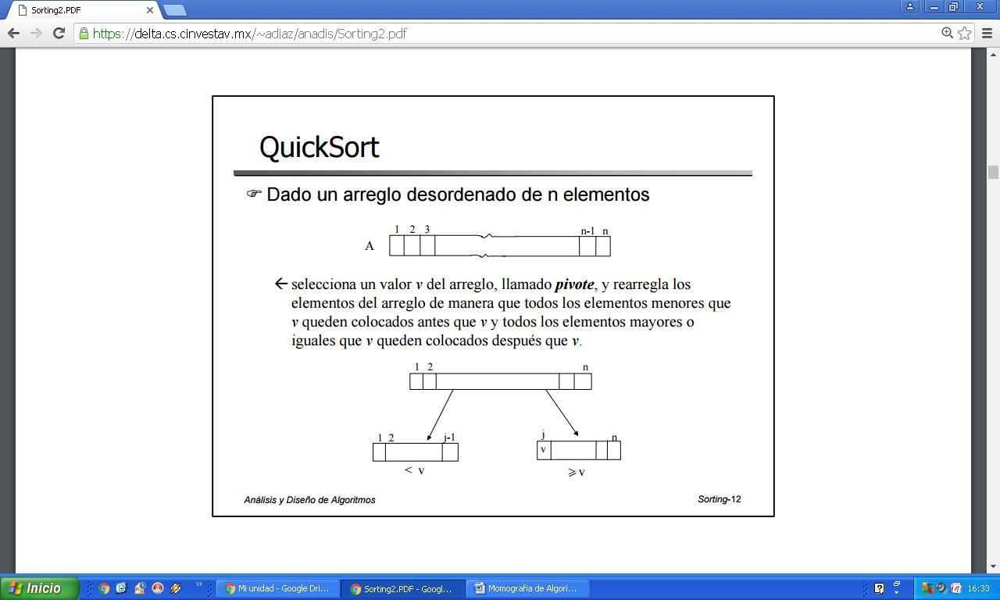 Sorting2.PDF
https://delta.cs.cinvestav.mx/~adiaz/anadis/Sorting2.pdf
QuickSort
Dado un arreglo desordenado de n elementos
1 2 3 n-1 n
A
selecciona un valor v del arreglo, llamado pivote, y rearregla los
elementos del arreglo de manera que todos los elementos menores que
v queden colocados antes que v y todos los elementos mayores o
iguales que v queden colocados después que v.
1 2 n
1 2 j-1 j n
v
< v ⩾ v
Análisis y Diseño de Algoritmos Sorting-12
Inicio
Mi unidad - Google Dri...
Sorting2.PDF - Googl...
Momografia de Algori...
16:33